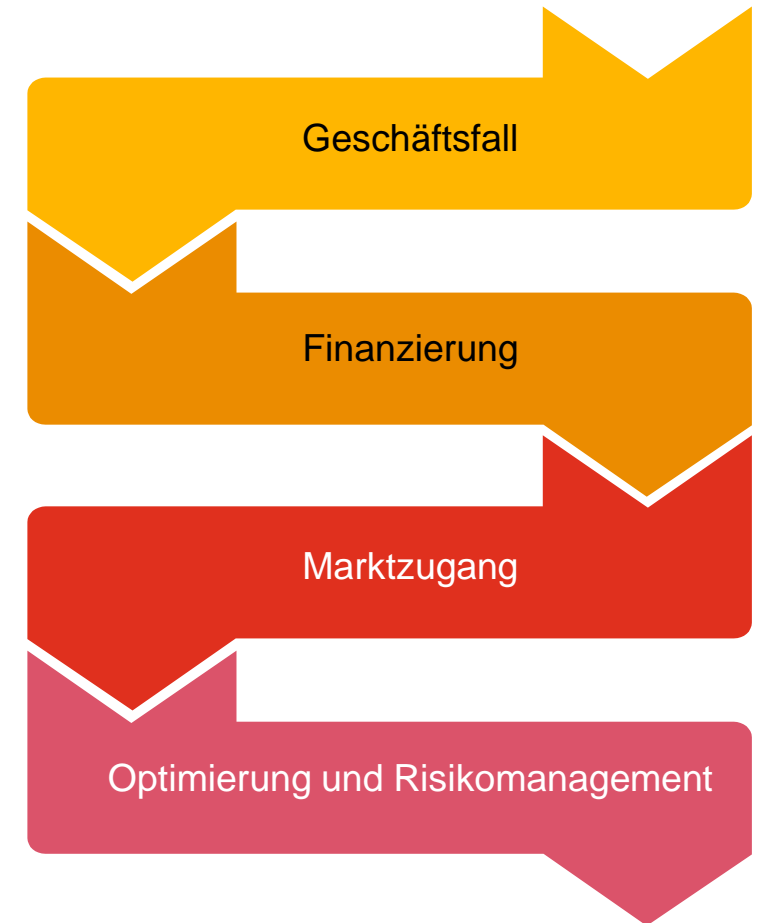 Geschäftsfall
Finanzierung
Marktzugang
Optimierung und Risikomanagement